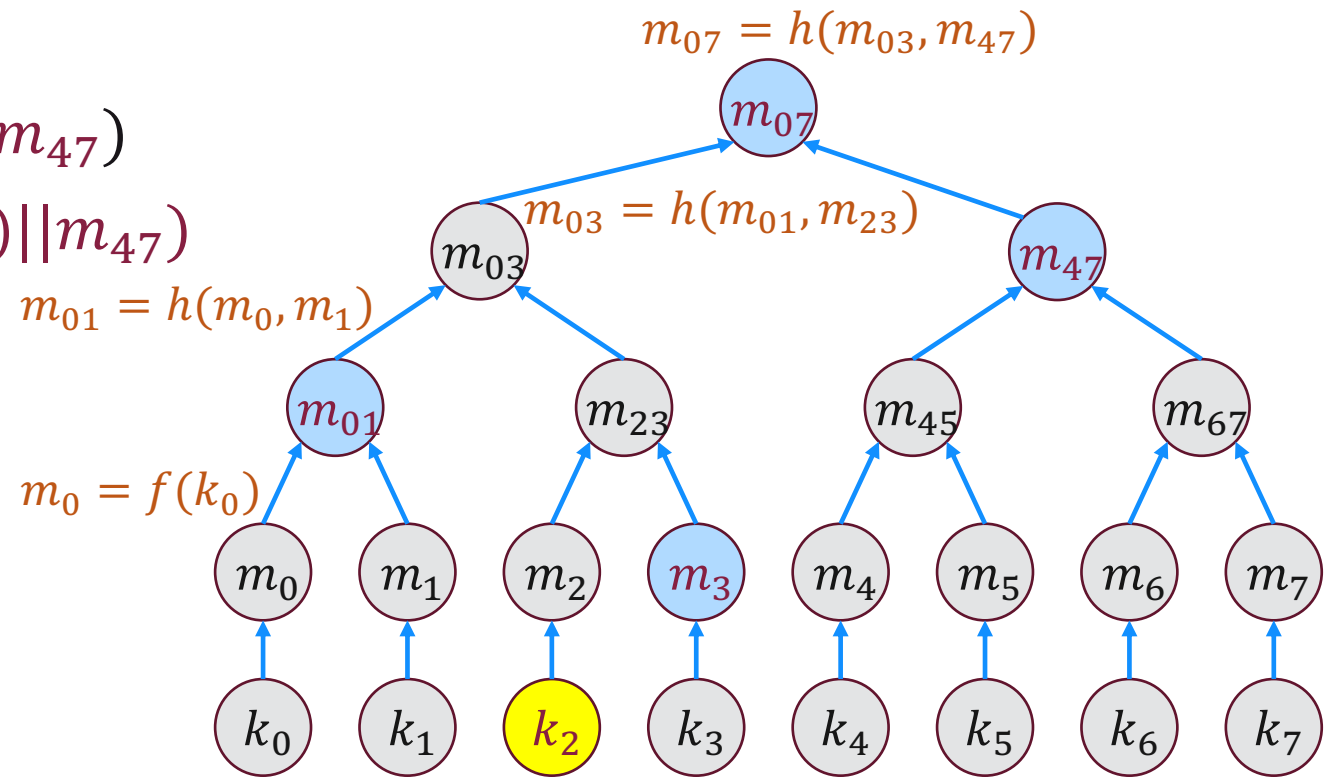 m₀₇ = h(m₀₃, m₄₇)
m₀₇
m₄₇)
)||m₄₇)
m₀₃ = h(m₀₁, m₂₃)
m₀₃
m₄₇
m₀₁ = h(m₀, m₁)
m₀₁
m₂₃
m₄₅
m₆₇
m₀ = f(k₀)
m₀ m₁ m₂ m₃ m₄ m₅ m₆ m₇
k₀ k₁ k₂ k₃ k₄ k₅ k₆ k₇